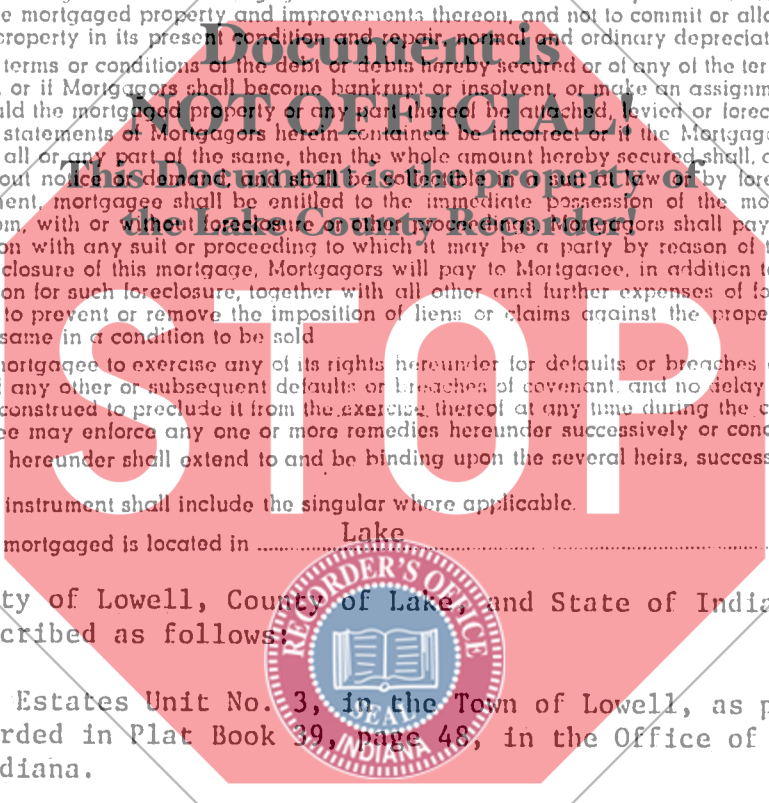 e mortgaged property and improvements thereon, and not to commit or allo
property in its present condition and repair, normal and ordinary depreciat
terms or conditions of the debt or debts hereby secured or of any of the ter
, or if Mortgagors shall become bankrupt or insolvent, or make an assignm
uld the mortgaged property or any part thereof be attached, levied or forec
statements of Mortgagors herein contained be incorrect or if the Mortgag
all or any part of the same, then the whole amount hereby secured shall, a
out notice or demand, and shall be collectible in a suit at law or by fore
ment, mortgagee shall be entitled to the immediate possession of the mo
on, with or without foreclosure or other proceedings. Mortgagors shall pay
on with any suit or proceeding to which it may be a party by reason of t
closure of this mortgage, Mortgagors will pay to Mortgagee, in addition t
on for such foreclosure, together with all other and further expenses of fo
to prevent or remove the imposition of liens or claims against the prope
same in a condition to be sold
mortgagee to exercise any of its rights hereunder for defaults or breaches
any other or subsequent defaults or breaches of covenant, and no delay
construed to preclude it from the exercise thereof at any time during the c
ee may enforce any one or more remedies hereunder successively or conc
hereunder shall extend to and be binding upon the several heirs, success
instrument shall include the singular where applicable.
mortgaged is located in Lake
ty of Lowell, County of Lake, and State of India
cribed as follows:
Estates Unit No. 3, in the Town of Lowell, as p
rded in Plat Book 39, page 48, in the Office of
diana.
Document is
NOT OFFICIAL!
This Document is the property of
the Lake County Recorder!
STOP
RECORDER'S OFFICE
SEAL
INDIANA